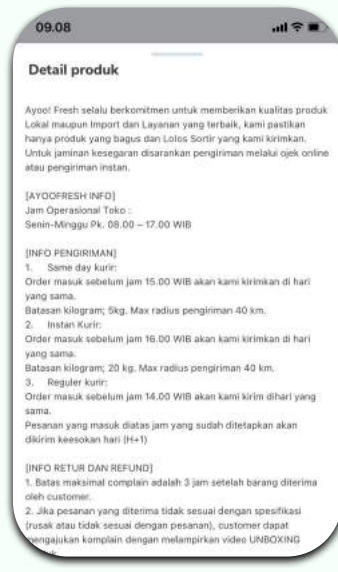 09.08
Detail produk
Ayoo! Fresh selalu berkomitmen untuk memberikan kualitas produk
Lokal maupun Import dan Layanan yang terbaik, kami pastikan
hanya produk yang bagus dan Lolos Sortir yang kami kirimkan.
Untuk jaminan kesegaran disarankan pengiriman melalui ojek online
atau pengiriman instan.
[AYOOFRESH INFO]
Jam Operasional Toko :
Senin-Minggu Pk. 08.00 – 17.00 WIB
[INFO PENGIRIMAN]
1. Same day kurir:
Order masuk sebelum jam 15.00 WIB akan kami kirimkan di hari
yang sama.
Batasan kilogram; 5kg. Max radius pengiriman 40 km.
2. Instan Kurir:
Order masuk sebelum jam 16.00 WIB akan kami kirimkan di hari
yang sama.
Batasan kilogram; 20 kg. Max radius pengiriman 40 km.
3. Reguler kurir:
Order masuk sebelum jam 14.00 WIB akan kami kirim dihari yang
sama.
Pesanan yang masuk diatas jam yang sudah ditetapkan akan
dikirim keesokan hari (H+1)
[INFO RETUR DAN REFUND]
1. Batas maksimal complain adalah 3 jam setelah barang diterima
oleh customer.
2. Jika pesanan yang diterima tidak sesuai dengan spesifikasi
(rusak atau tidak sesuai dengan pesanan), customer dapat
mengajukan komplain dengan melampirkan video UNBOXING